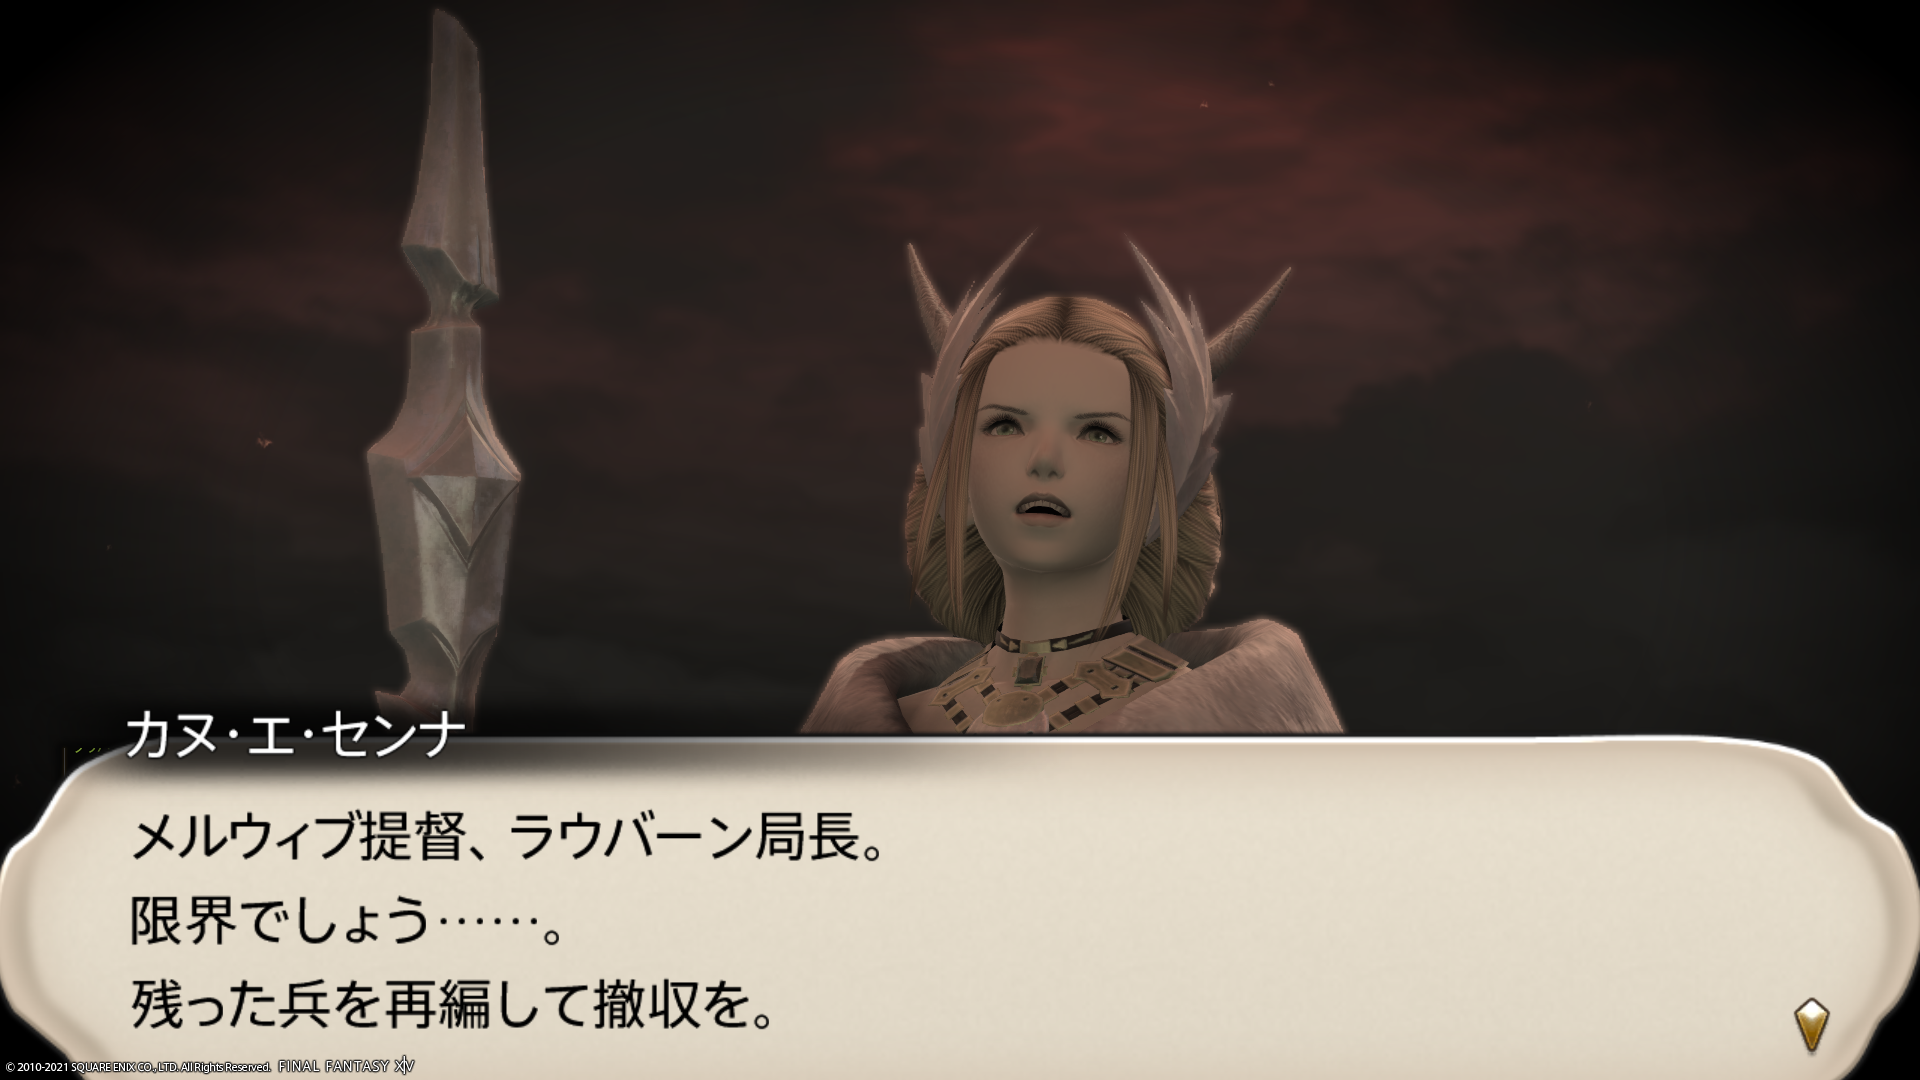 カヌ・エ・センナ
メルウィブ提督、ラウバーン局長。
限界でしょう……。
残った兵を再編して撤収を。
© 2010-2021 SQUARE ENIX CO., LTD. All Rights Reserved. FINAL FANTASY XIV